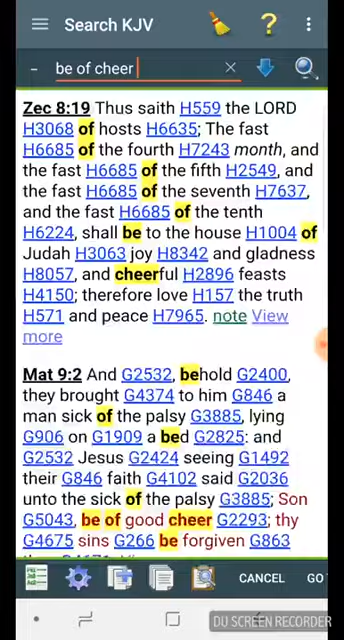 Search KJV
be of cheer
Zec 8:19 Thus saith H559 the LORD
H3068 of hosts H6635; The fast
H6685 of the fourth H7243 month, and
the fast H6685 of the fifth H2549, and
the fast H6685 of the seventh H7637,
and the fast H6685 of the tenth
H6224, shall be to the house H1004 of
Judah H3063 joy H8342 and gladness
H8057, and cheerful H2896 feasts
H4150; therefore love H157 the truth
H571 and peace H7965. note View
more
Mat 9:2 And G2532, behold G2400,
they brought G4374 to him G846 a
man sick of the palsy G3885, lying
G906 on G1909 a bed G2825: and
G2532 Jesus G2424 seeing G1492
their G846 faith G4102 said G2036
unto the sick of the palsy G3885; Son
G5043, be of good cheer G2293; thy
G4675 sins G266 be forgiven G863
CANCEL GO
DU SCREEN RECORDER